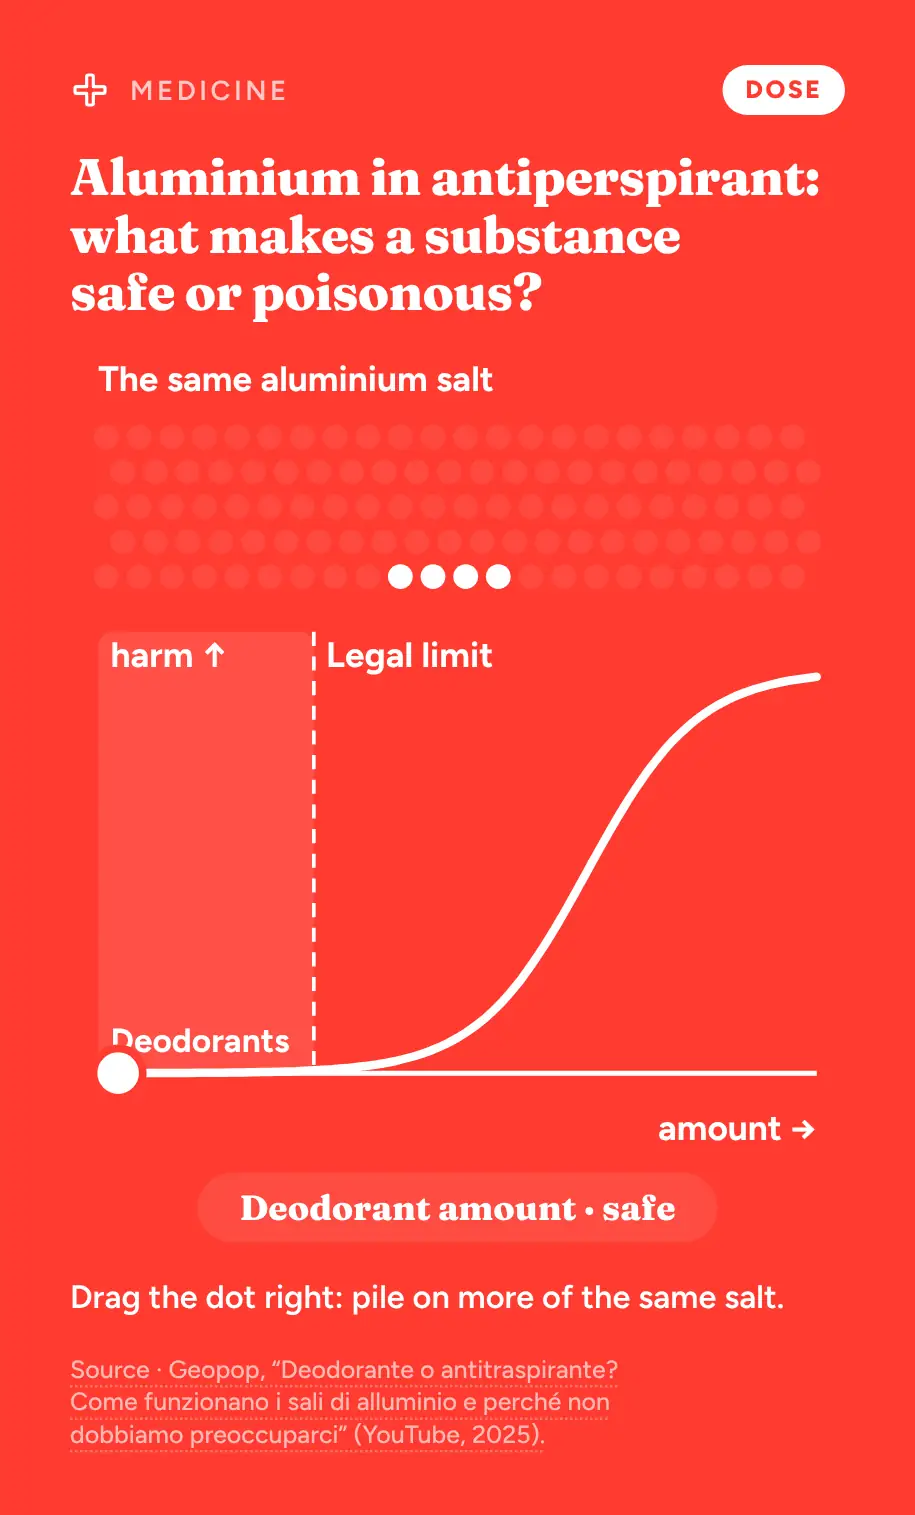 MEDICINE
DOSE
Aluminium in antiperspirant:
what makes a substance
safe or poisonous?
The same aluminium salt
harm ↑
Legal limit
Deodorants
amount →
Deodorant amount · safe
Drag the dot right: pile on more of the same salt.
Source · Geopop, “Deodorante o antitraspirante?
Come funzionano i sali di alluminio e perché non
dobbiamo preoccuparci” (YouTube, 2025).